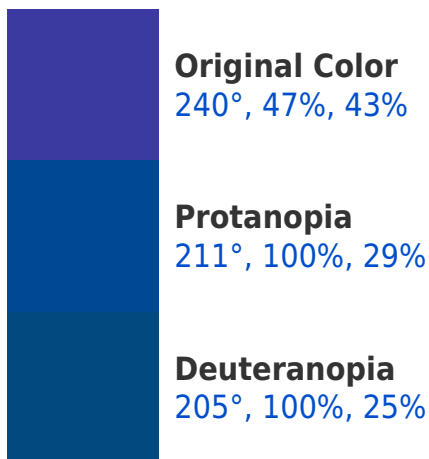 Original Color
240°, 47%, 43%
Protanopia
211°, 100%, 29%
Deuteranopia
205°, 100%, 25%